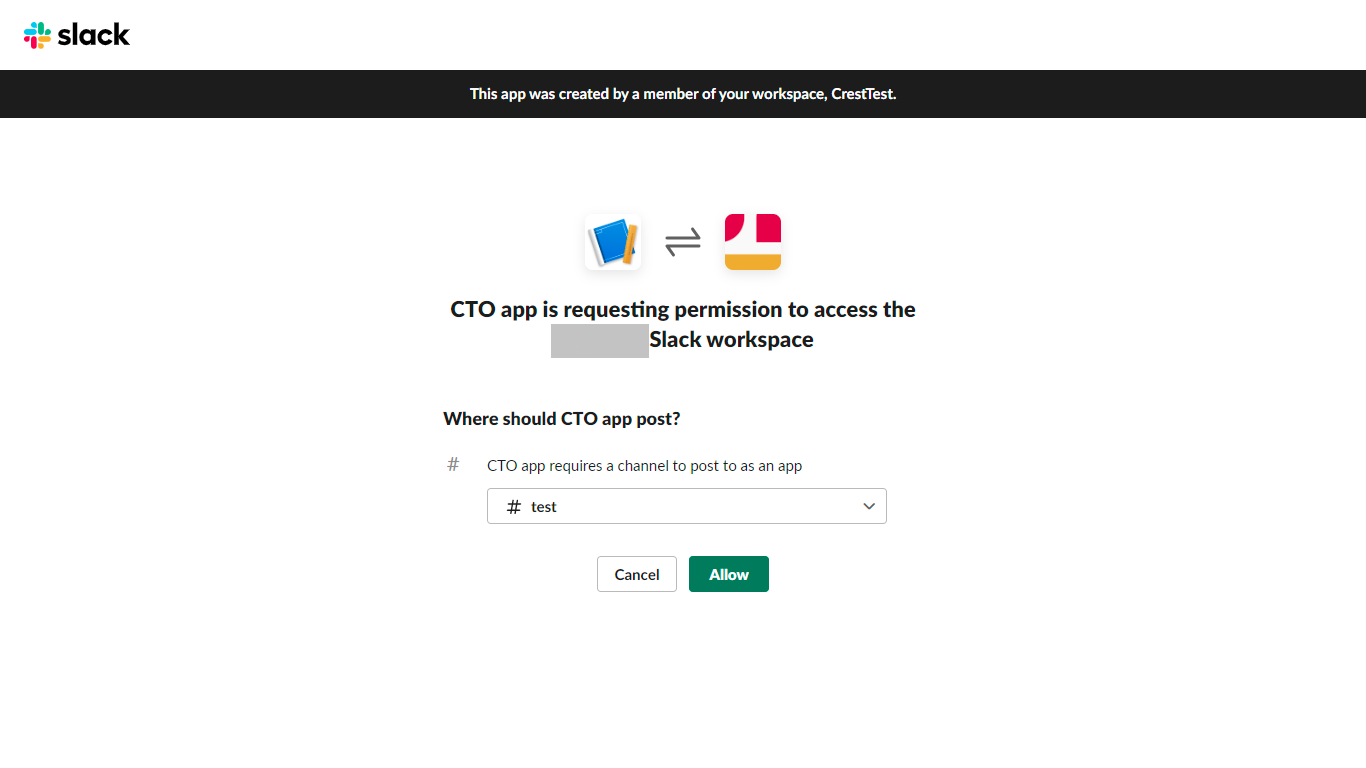 slack
This app was created by a member of your workspace, CrestTest.
CTO app is requesting permission to access the
Slack workspace
Where should CTO app post?
# CTO app requires a channel to post to as an app
# test
Cancel
Allow